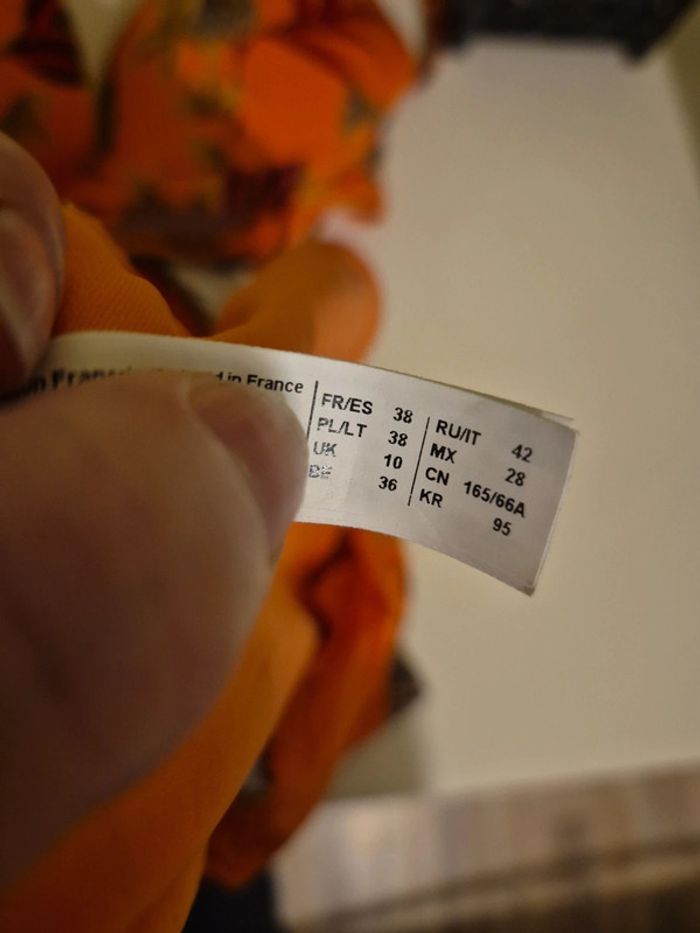 in France
FR/ES 38
PL/LT 38
UK 10
36
RU/IT 42
MX 28
CN 165/66A
KR 95